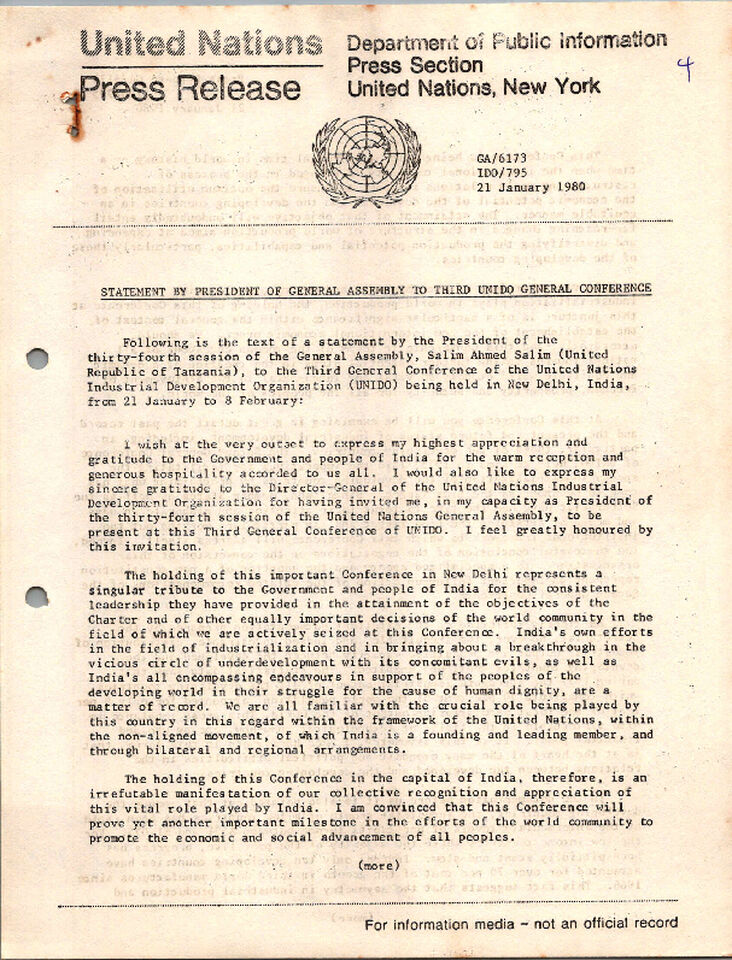 United Nations
Press Release
Department of Public Information
Press Section
United Nations, New York
4
GA/6173
IDO/795
21 January 1980
STATEMENT BY PRESIDENT OF GENERAL ASSEMBLY TO THIRD UNIDO GENERAL CONFERENCE
Following is the text of a statement by the President of the
thirty-fourth session of the General Assembly, Salim Ahmed Salim (United
Republic of Tanzania), to the Third General Conference of the United Nations
Industrial Development Organization (UNIDO) being held in New Delhi, India,
from 21 January to 8 February:
I wish at the very outset to express my highest appreciation and
gratitude to the Government and people of India for the warm reception and
generous hospitality accorded to us all. I would also like to express my
sincere gratitude to the Director-General of the United Nations Industrial
Development Organization for having invited me, in my capacity as President of
the thirty-fourth session of the United Nations General Assembly, to be
present at this Third General Conference of UNIDO. I feel greatly honoured by
this invitation.
The holding of this important Conference in New Delhi represents a
singular tribute to the Government and people of India for the consistent
leadership they have provided in the attainment of the objectives of the
Charter and of other equally important decisions of the world community in the
field of which we are actively seized at this Conference. India's own efforts
in the field of industrialization and in bringing about a breakthrough in the
vicious circle of underdevelopment with its concomitant evils, as well as
India's all encompassing endeavours in support of the peoples of the
developing world in their struggle for the cause of human dignity, are a
matter of record. We are all familiar with the crucial role being played by
this country in this regard within the framework of the United Nations, within
the non-aligned movement, of which India is a founding and leading member, and
through bilateral and regional arrangements.
The holding of this Conference in the capital of India, therefore, is an
irrefutable manifestation of our collective recognition and appreciation of
this vital role played by India. I am convinced that this Conference will
prove yet another important milestone in the efforts of the world community to
promote the economic and social advancement of all peoples.
(more)
For information media - not an official record